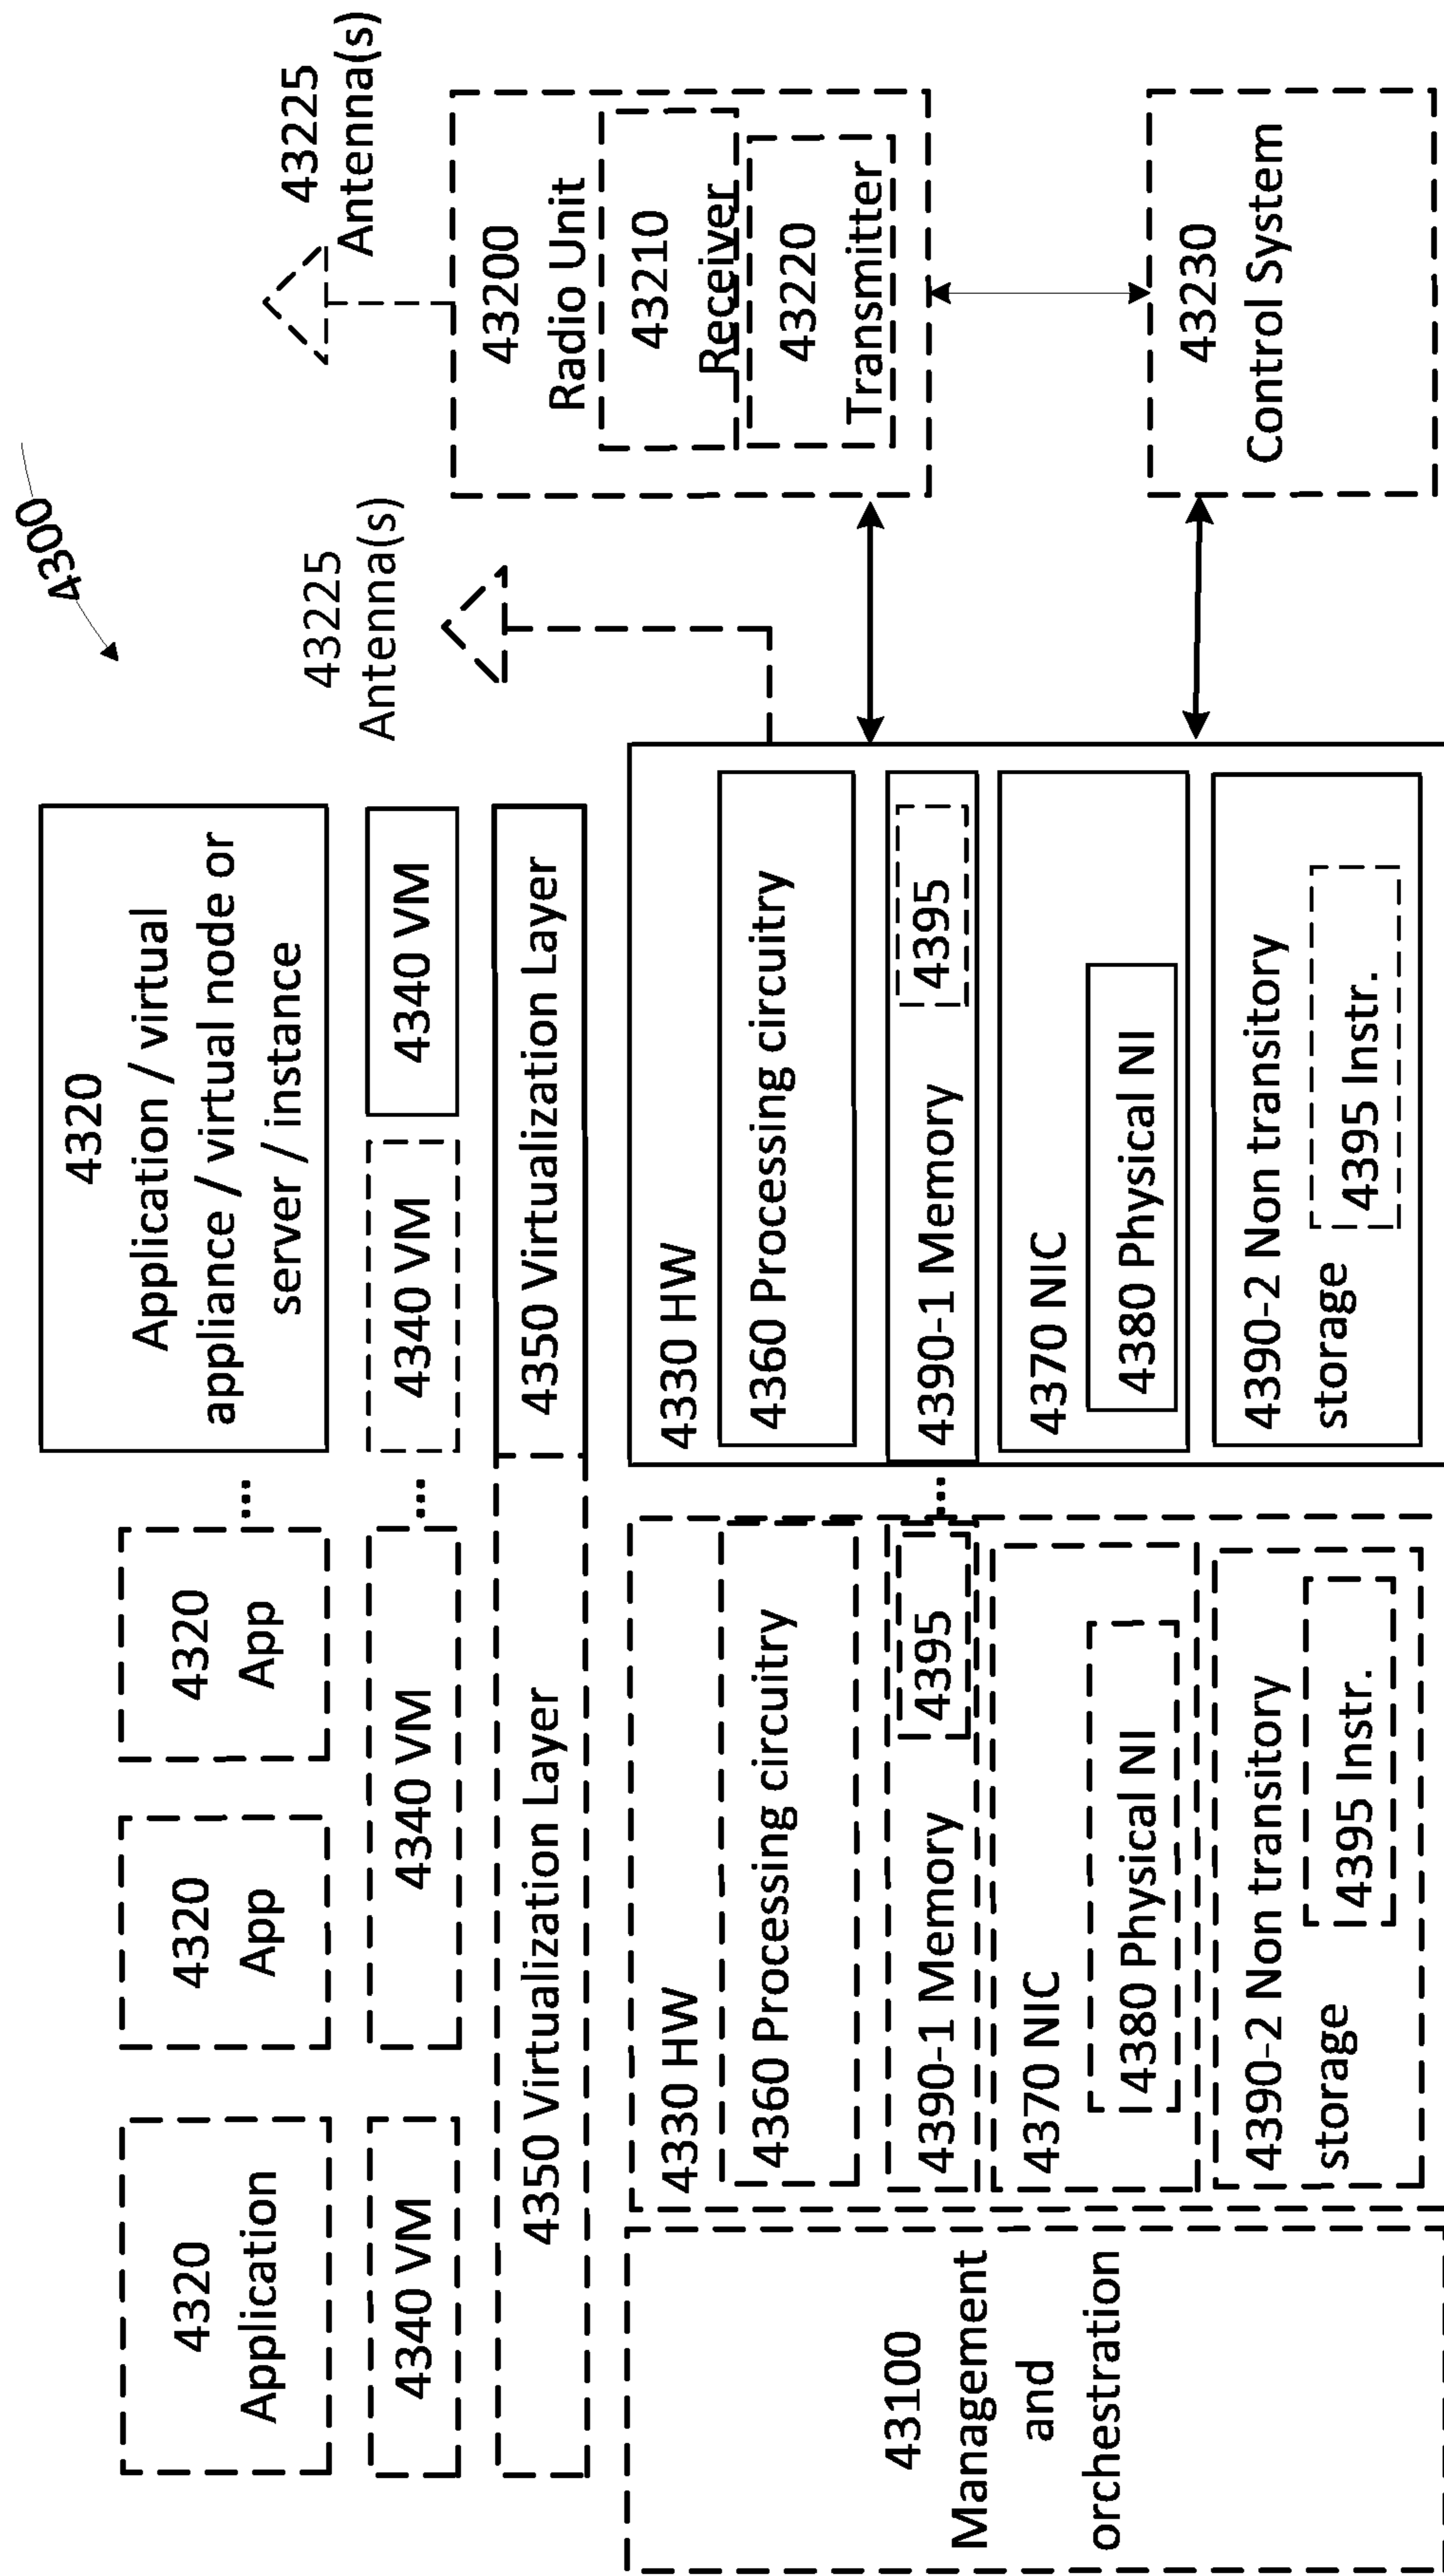 4300
4320
Application
4320
App
4320
App
...
4320
Application / virtual
appliance / virtual node or
server / instance
4340 VM
4340 VM
...
4340 VM
4340 VM
4350 Virtualization Layer
4350 Virtualization Layer
43225
Antenna(s)
43225
Antenna(s)
43100
Management
and
orchestration
4330 HW
4360 Processing circuitry
4390-1 Memory
4395
4370 NIC
4380 Physical NI
4390-2 Non transitory
storage
4395 Instr.
...
4330 HW
4360 Processing circuitry
4390-1 Memory
4395
4370 NIC
4380 Physical NI
4390-2 Non transitory
storage
4395 Instr.
43200
Radio Unit
43210
Receiver
43220
Transmitter
43230
Control System